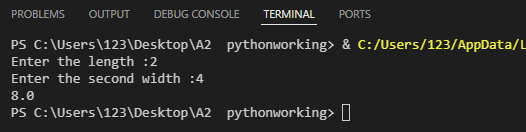 PROBLEMS OUTPUT DEBUG CONSOLE TERMINAL PORTS
PS C:\Users\123\Desktop\A2  pythonworking> & C:/Users/123/AppData/L
Enter the length :2
Enter the second width :4
8.0
PS C:\Users\123\Desktop\A2  pythonworking>